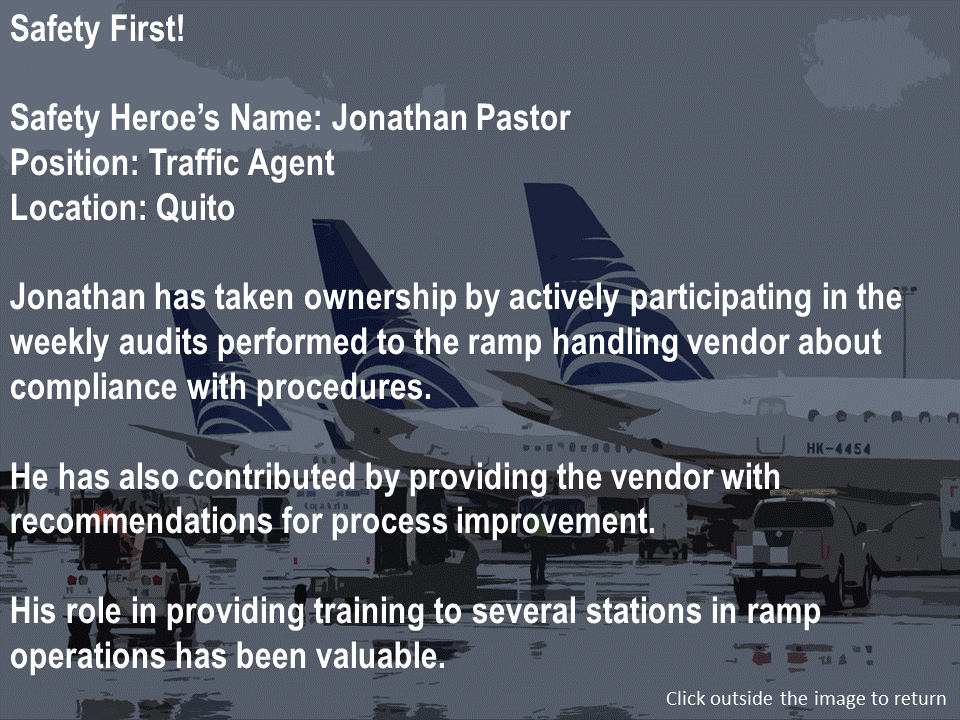 Safety First!
Safety Heroe’s Name: Jonathan Pastor
Position: Traffic Agent
Location: Quito
Jonathan has taken ownership by actively participating in the
weekly audits performed to the ramp handling vendor about
compliance with procedures.
HK-4454
He has also contributed by providing the vendor with
recommendations for process improvement.
His role in providing training to several stations in ramp
operations has been valuable.
Click outside the image to return